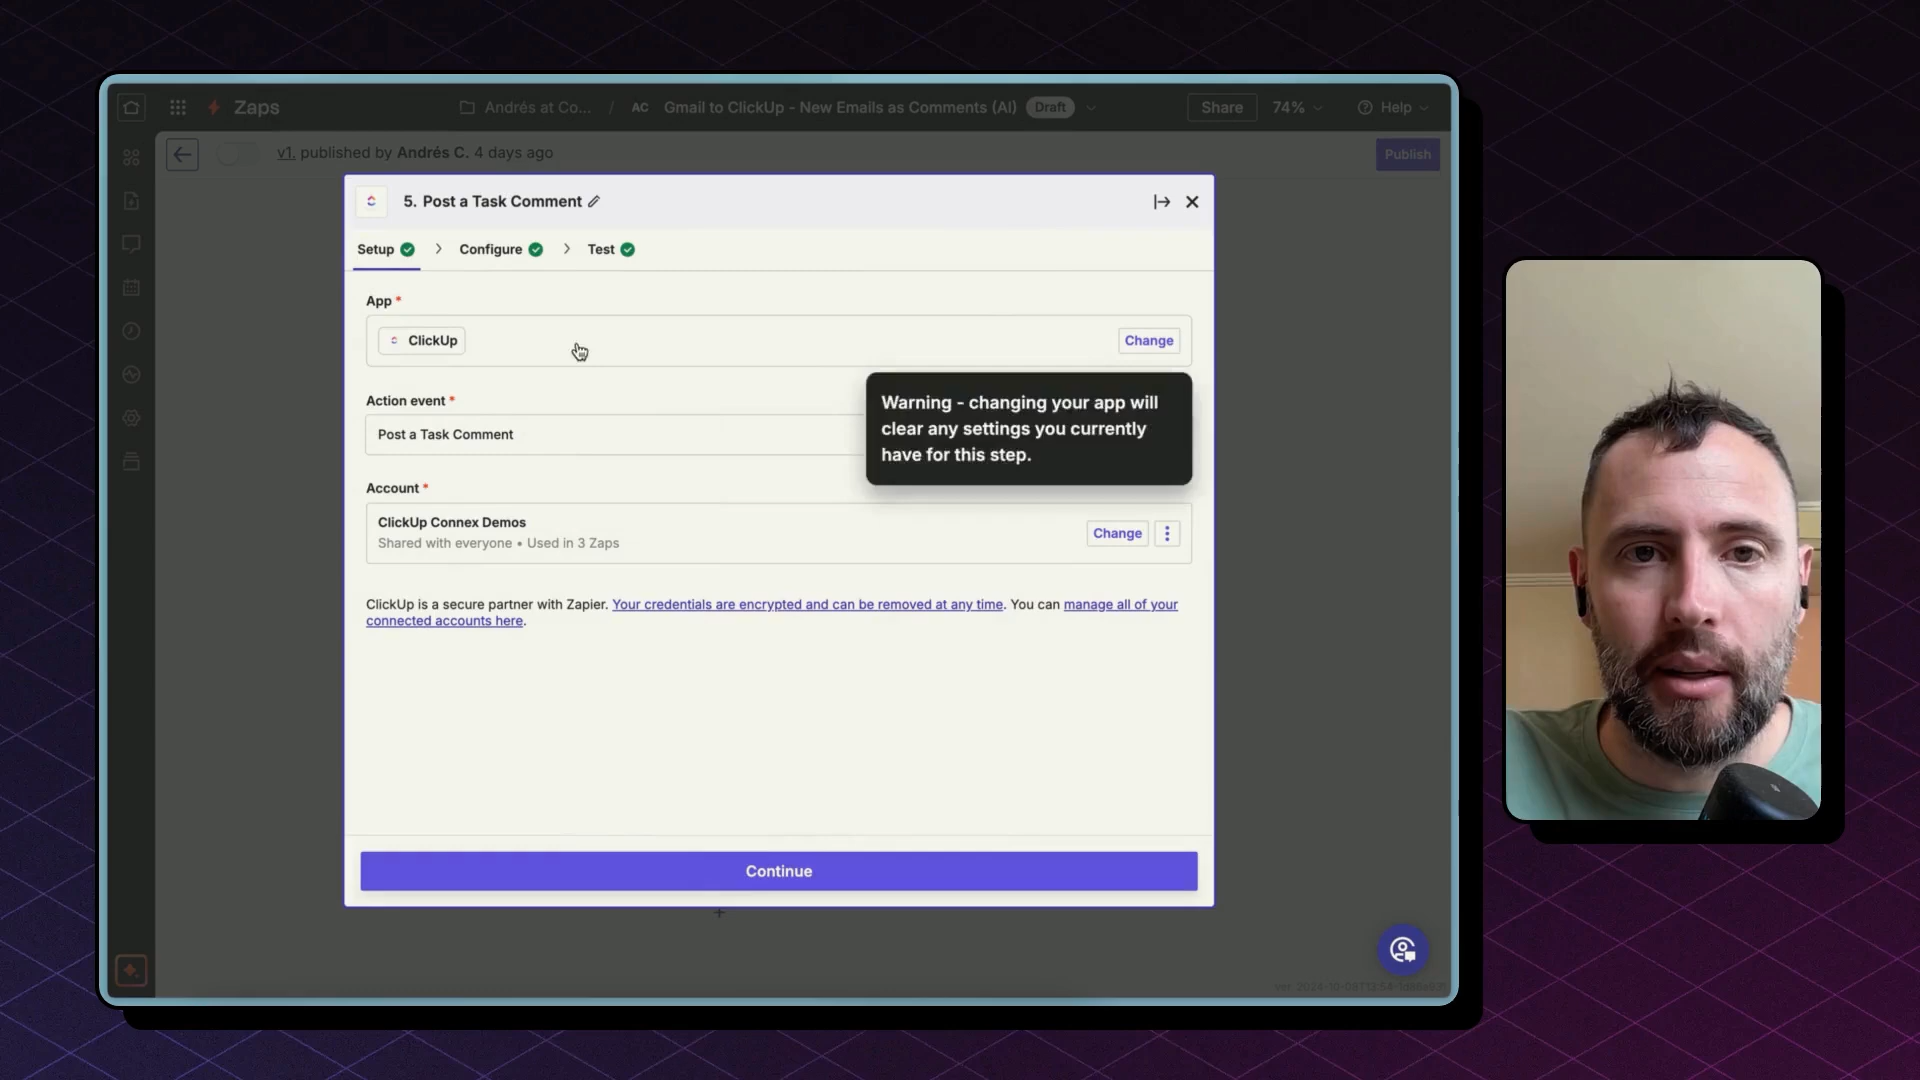 Zaps
Andrés at Co... / AC Gmail to ClickUp - New Emails as Comments (AI) Draft
Share 74% Help
v1. published by Andrés C. 4 days ago
Publish
5. Post a Task Comment
Setup > Configure > Test
App *
ClickUp
Change
Action event *
Post a Task Comment
Warning - changing your app will
clear any settings you currently
have for this step.
Account *
ClickUp Connex Demos
Shared with everyone • Used in 3 Zaps
Change
ClickUp is a secure partner with Zapier. Your credentials are encrypted and can be removed at any time. You can manage all of your
connected accounts here.
Continue